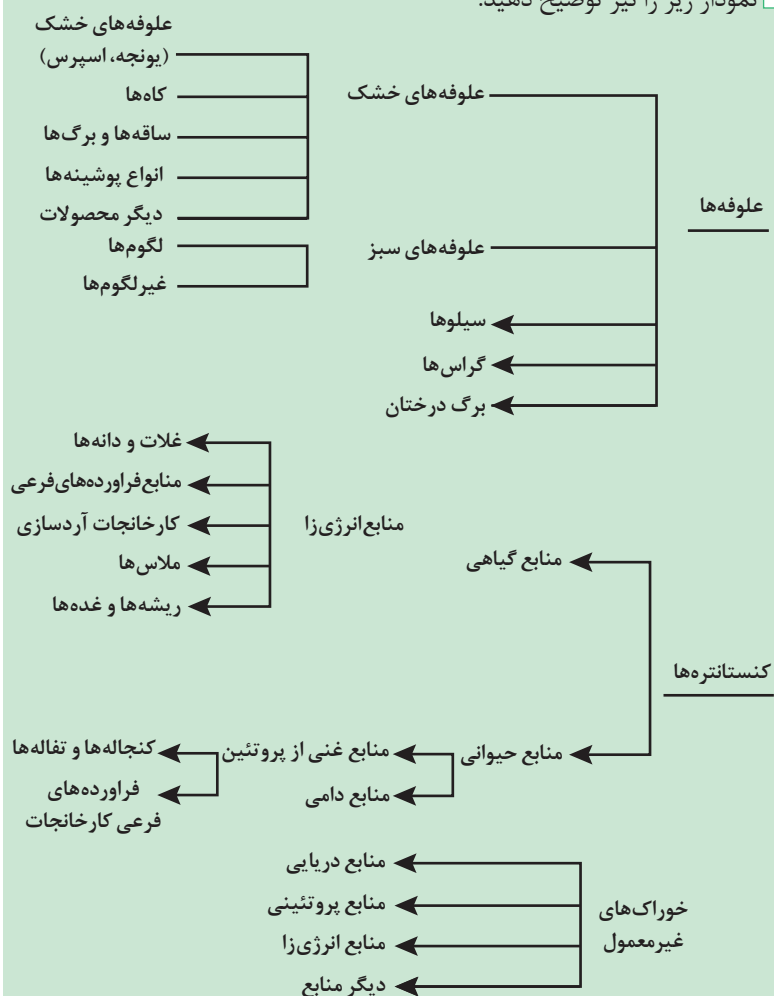 نمودار زیر را نیز توضیح دهید.
علوفه‌ها
علوفه‌های خشک
علوفه‌های خشک
(یونجه، اسپرس)
کاه‌ها
ساقه‌ها و برگ‌ها
انواع پوشینه‌ها
دیگر محصولات
علوفه‌های سبز
لگوم‌ها
غیرلگوم‌ها
سیلوها
گراس‌ها
برگ درختان
کنستانتره‌ها
منابع گیاهی
منابع‌انرژی‌زا
غلات و دانه‌ها
منابع‌فراورده‌های‌فرعی
کارخانجات آردسازی
ملاس‌ها
ریشه‌ها و غده‌ها
منابع حیوانی
منابع غنی از پروتئین
کنجاله‌ها و تفاله‌ها
فراورده‌های
فرعی کارخانجات
منابع دامی
خوراک‌های
غیرمعمول
منابع دریایی
منابع پروتئینی
منابع انرژی‌زا
دیگر منابع